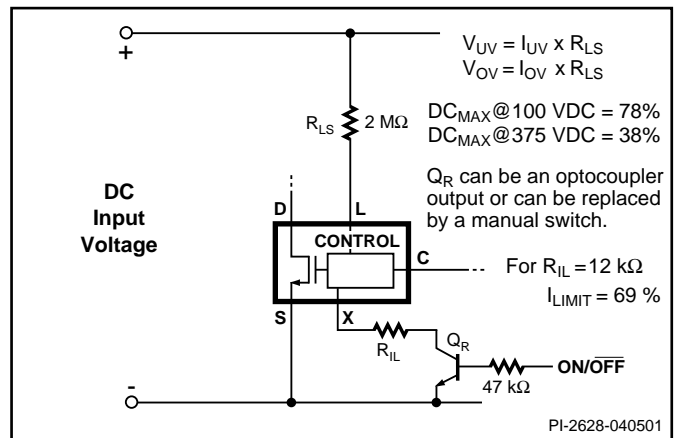 +
V_UV = I_UV x R_LS
V_OV = I_OV x R_LS
R_LS
2 MΩ
DC_MAX@100 VDC = 78%
DC_MAX@375 VDC = 38%
Q_R can be an optocoupler
output or can be replaced
by a manual switch.
DC
Input
Voltage
D
L
CONTROL
C
For R_IL = 12 kΩ
I_LIMIT = 69 %
S
X
R_IL
Q_R
47 kΩ
ON/O̅F̅F̅
-
PI-2628-040501